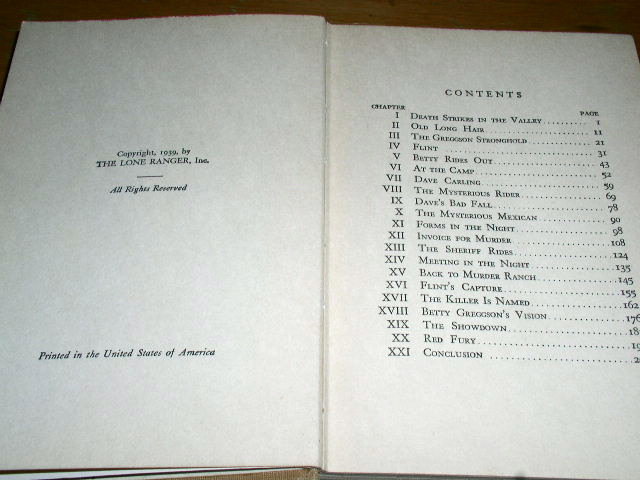 Copyright, 1939, by
THE LONE RANGER, Inc.
All Rights Reserved
Printed in the United States of America
CONTENTS
CHAPTER PAGE
I Death Strikes in the Valley 1
II Old Long Hair 11
III The Greggson Stronghold 21
IV Flint 31
V Betty Rides Out 43
VI At the Camp 52
VII Dave Carling 59
VIII The Mysterious Rider 69
IX Dave's Bad Fall 78
X The Mysterious Mexican 90
XI Forms in the Night 98
XII Invoice for Murder 108
XIII The Sheriff Rides 124
XIV Meeting in the Night 135
XV Back to Murder Ranch 145
XVI Flint's Capture 155
XVII The Killer Is Named 162
XVIII Betty Greggson's Vision 176
XIX The Showdown 18
XX Red Fury 19
XXI Conclusion 2